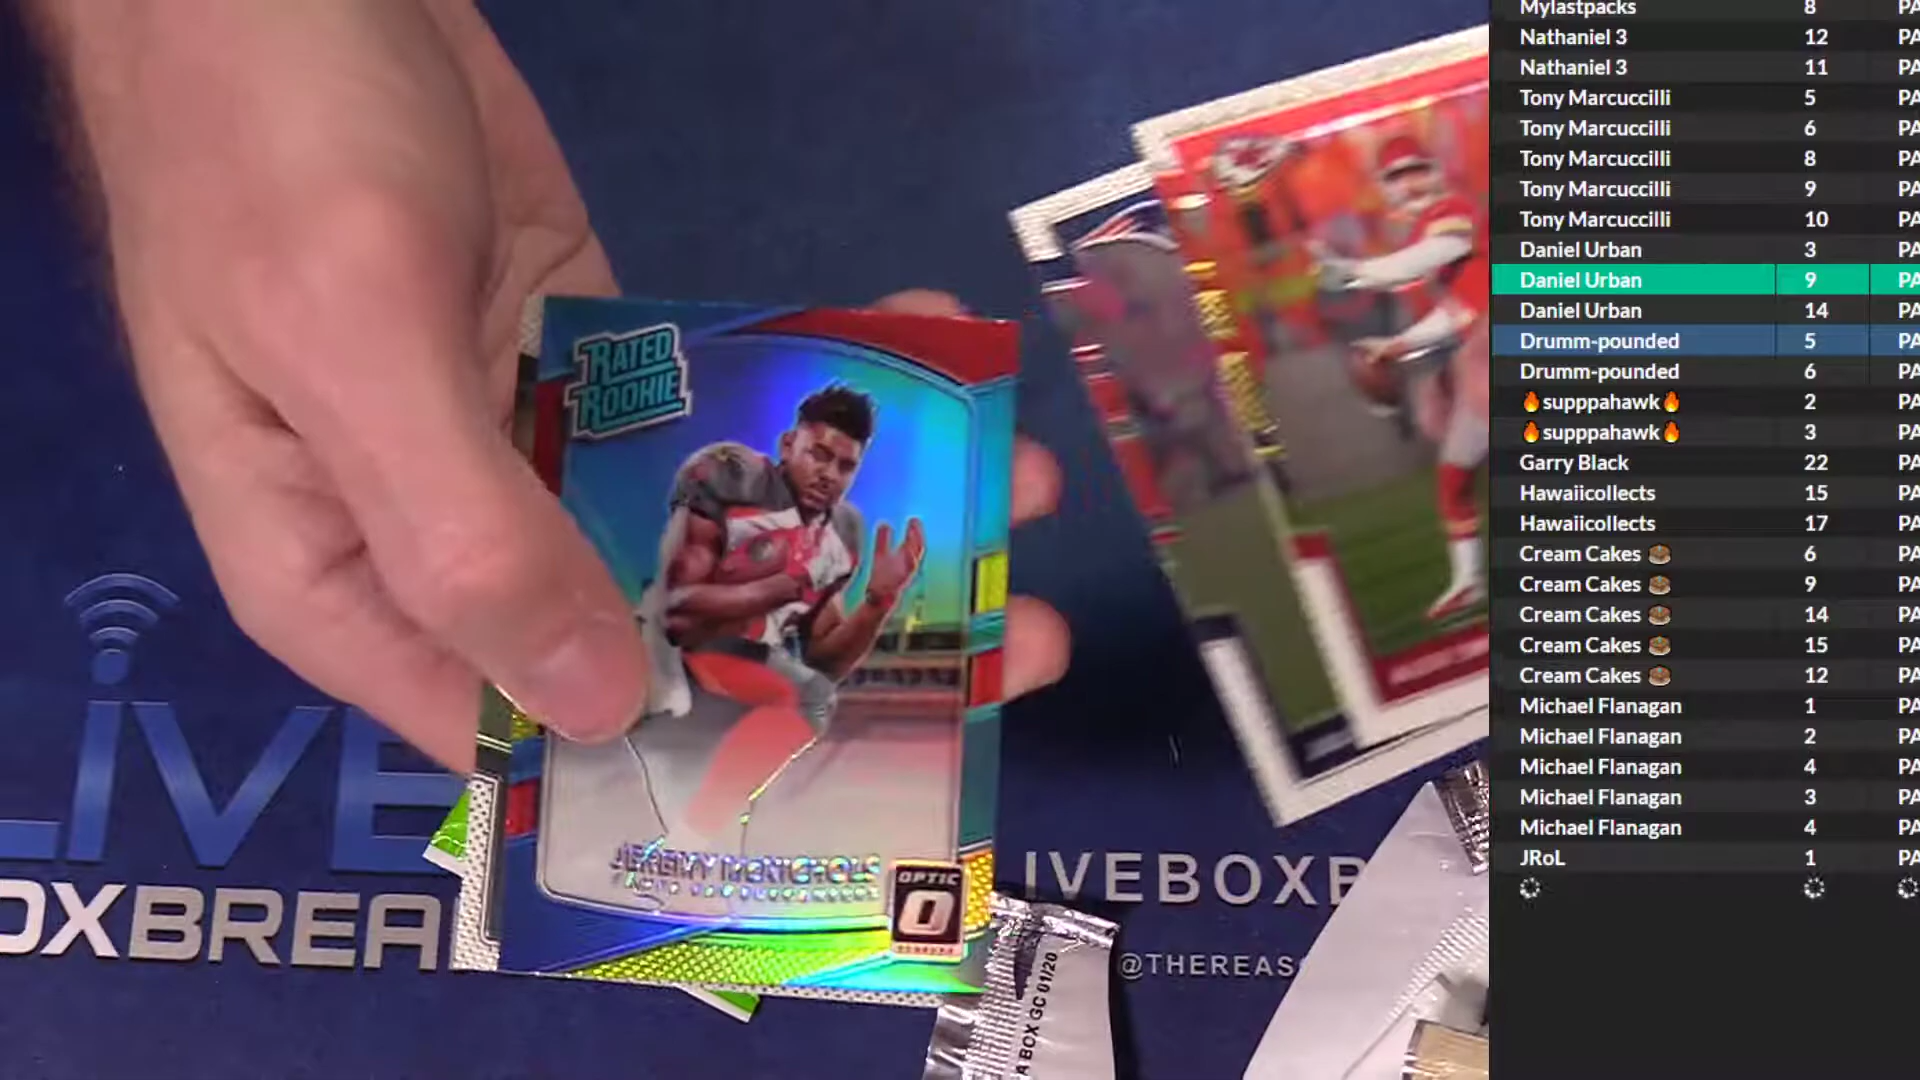 Mylastpacks 8 PA
Nathaniel 3 12 PA
Nathaniel 3 11 PA
Tony Marcuccilli 5 PA
Tony Marcuccilli 6 PA
Tony Marcuccilli 8 PA
Tony Marcuccilli 9 PA
Tony Marcuccilli 10 PA
Daniel Urban 3 PA
Daniel Urban 9 PA
Daniel Urban 14 PA
Drumm-pounded 5 PA
Drumm-pounded 6 PA
🔥supppahawk🔥 2 PA
🔥supppahawk🔥 3 PA
Garry Black 22 PA
Hawaiicollects 15 PA
Hawaiicollects 17 PA
Cream Cakes 6 PA
Cream Cakes 9 PA
Cream Cakes 14 PA
Cream Cakes 15 PA
Cream Cakes 12 PA
Michael Flanagan 1 PA
Michael Flanagan 2 PA
Michael Flanagan 4 PA
Michael Flanagan 3 PA
Michael Flanagan 4 PA
JRoL 1 PA
RATED
ROOKIE
JEREMY MCNICHOLS
OPTIC
O
LIVE
OXBREA
IVEBOXB
@THEREAS
A BOX GC 01/20